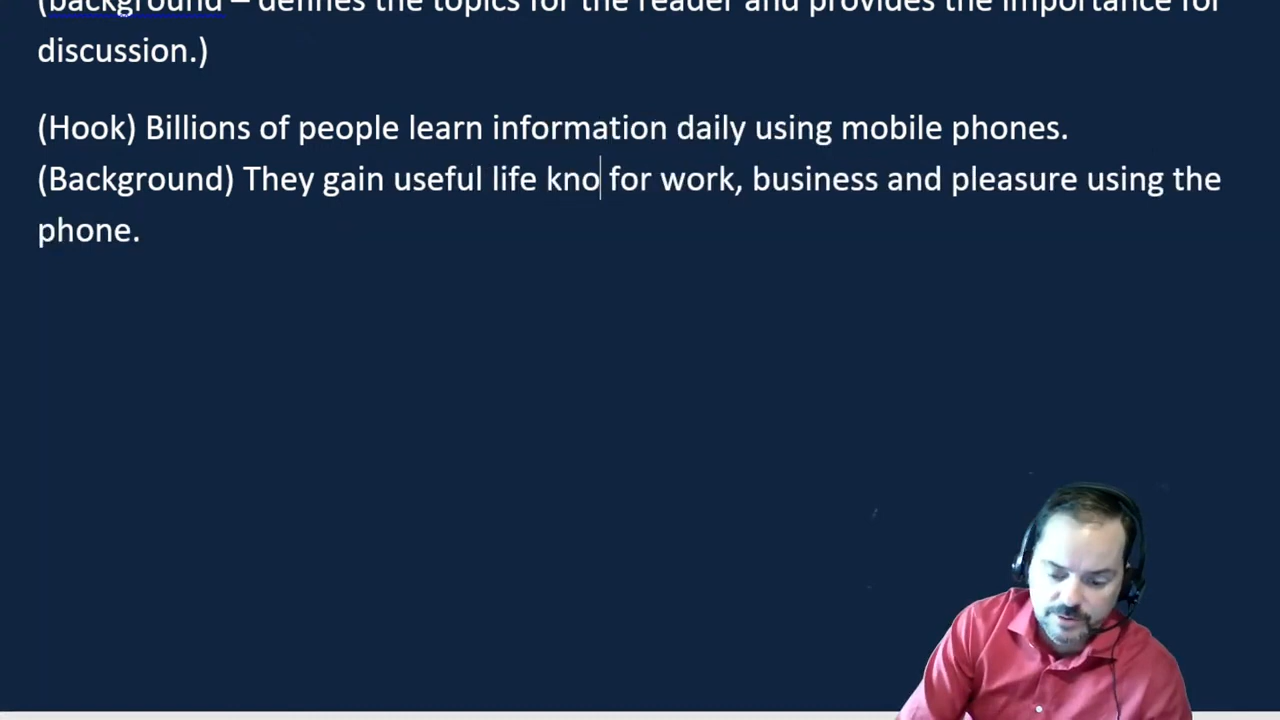 (background – defines the topics for the reader and provides the importance for
discussion.)
(Hook) Billions of people learn information daily using mobile phones.
(Background) They gain useful life kno for work, business and pleasure using the
phone.